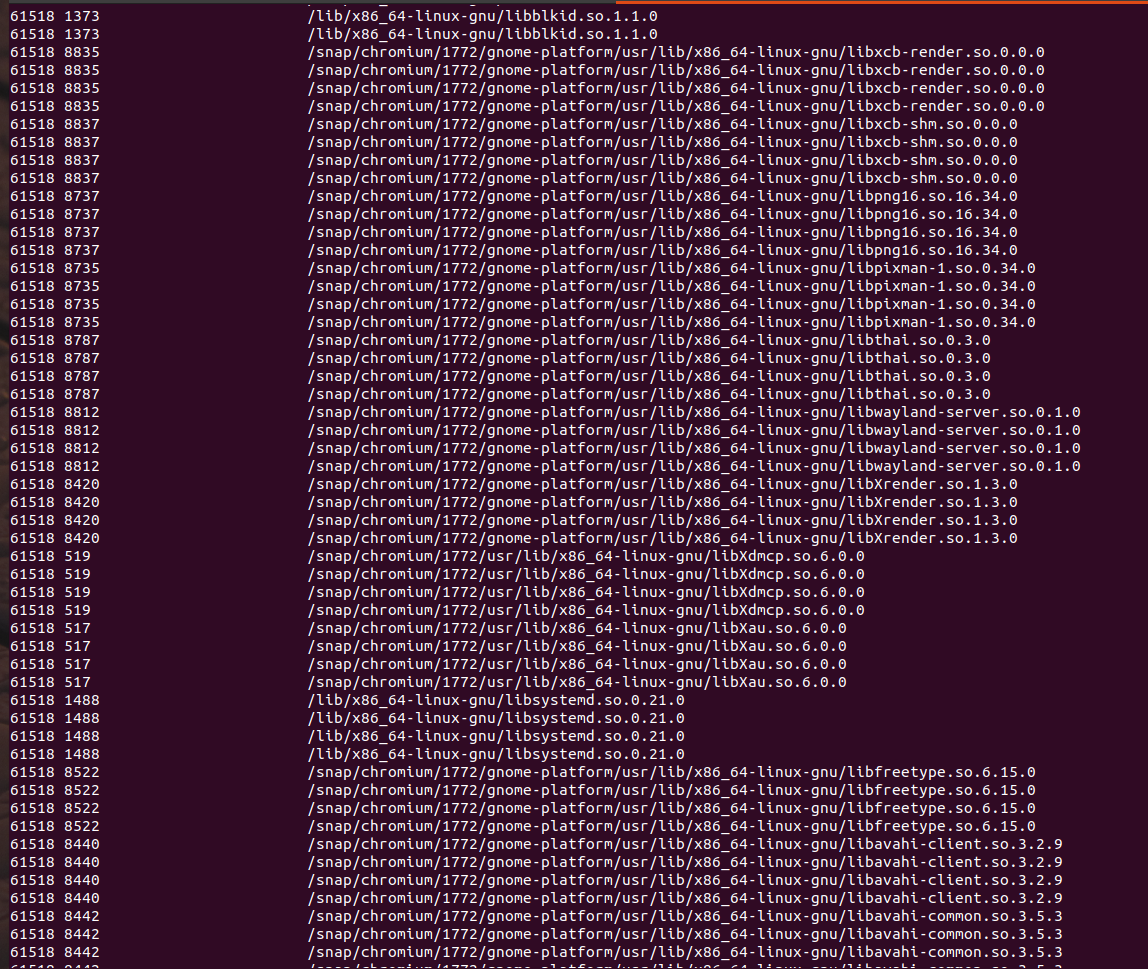 61518 1373 /lib/x86_64-linux-gnu/libblkid.so.1.1.0
61518 1373 /lib/x86_64-linux-gnu/libblkid.so.1.1.0
61518 8835 /snap/chromium/1772/gnome-platform/usr/lib/x86_64-linux-gnu/libxcb-render.so.0.0.0
61518 8835 /snap/chromium/1772/gnome-platform/usr/lib/x86_64-linux-gnu/libxcb-render.so.0.0.0
61518 8835 /snap/chromium/1772/gnome-platform/usr/lib/x86_64-linux-gnu/libxcb-render.so.0.0.0
61518 8835 /snap/chromium/1772/gnome-platform/usr/lib/x86_64-linux-gnu/libxcb-render.so.0.0.0
61518 8837 /snap/chromium/1772/gnome-platform/usr/lib/x86_64-linux-gnu/libxcb-shm.so.0.0.0
61518 8837 /snap/chromium/1772/gnome-platform/usr/lib/x86_64-linux-gnu/libxcb-shm.so.0.0.0
61518 8837 /snap/chromium/1772/gnome-platform/usr/lib/x86_64-linux-gnu/libxcb-shm.so.0.0.0
61518 8837 /snap/chromium/1772/gnome-platform/usr/lib/x86_64-linux-gnu/libxcb-shm.so.0.0.0
61518 8737 /snap/chromium/1772/gnome-platform/usr/lib/x86_64-linux-gnu/libpng16.so.16.34.0
61518 8737 /snap/chromium/1772/gnome-platform/usr/lib/x86_64-linux-gnu/libpng16.so.16.34.0
61518 8737 /snap/chromium/1772/gnome-platform/usr/lib/x86_64-linux-gnu/libpng16.so.16.34.0
61518 8737 /snap/chromium/1772/gnome-platform/usr/lib/x86_64-linux-gnu/libpng16.so.16.34.0
61518 8735 /snap/chromium/1772/gnome-platform/usr/lib/x86_64-linux-gnu/libpixman-1.so.0.34.0
61518 8735 /snap/chromium/1772/gnome-platform/usr/lib/x86_64-linux-gnu/libpixman-1.so.0.34.0
61518 8735 /snap/chromium/1772/gnome-platform/usr/lib/x86_64-linux-gnu/libpixman-1.so.0.34.0
61518 8735 /snap/chromium/1772/gnome-platform/usr/lib/x86_64-linux-gnu/libpixman-1.so.0.34.0
61518 8787 /snap/chromium/1772/gnome-platform/usr/lib/x86_64-linux-gnu/libthai.so.0.3.0
61518 8787 /snap/chromium/1772/gnome-platform/usr/lib/x86_64-linux-gnu/libthai.so.0.3.0
61518 8787 /snap/chromium/1772/gnome-platform/usr/lib/x86_64-linux-gnu/libthai.so.0.3.0
61518 8787 /snap/chromium/1772/gnome-platform/usr/lib/x86_64-linux-gnu/libthai.so.0.3.0
61518 8812 /snap/chromium/1772/gnome-platform/usr/lib/x86_64-linux-gnu/libwayland-server.so.0.1.0
61518 8812 /snap/chromium/1772/gnome-platform/usr/lib/x86_64-linux-gnu/libwayland-server.so.0.1.0
61518 8812 /snap/chromium/1772/gnome-platform/usr/lib/x86_64-linux-gnu/libwayland-server.so.0.1.0
61518 8812 /snap/chromium/1772/gnome-platform/usr/lib/x86_64-linux-gnu/libwayland-server.so.0.1.0
61518 8420 /snap/chromium/1772/gnome-platform/usr/lib/x86_64-linux-gnu/libXrender.so.1.3.0
61518 8420 /snap/chromium/1772/gnome-platform/usr/lib/x86_64-linux-gnu/libXrender.so.1.3.0
61518 8420 /snap/chromium/1772/gnome-platform/usr/lib/x86_64-linux-gnu/libXrender.so.1.3.0
61518 8420 /snap/chromium/1772/gnome-platform/usr/lib/x86_64-linux-gnu/libXrender.so.1.3.0
61518 519 /snap/chromium/1772/usr/lib/x86_64-linux-gnu/libXdmcp.so.6.0.0
61518 519 /snap/chromium/1772/usr/lib/x86_64-linux-gnu/libXdmcp.so.6.0.0
61518 519 /snap/chromium/1772/usr/lib/x86_64-linux-gnu/libXdmcp.so.6.0.0
61518 519 /snap/chromium/1772/usr/lib/x86_64-linux-gnu/libXdmcp.so.6.0.0
61518 517 /snap/chromium/1772/usr/lib/x86_64-linux-gnu/libXau.so.6.0.0
61518 517 /snap/chromium/1772/usr/lib/x86_64-linux-gnu/libXau.so.6.0.0
61518 517 /snap/chromium/1772/usr/lib/x86_64-linux-gnu/libXau.so.6.0.0
61518 517 /snap/chromium/1772/usr/lib/x86_64-linux-gnu/libXau.so.6.0.0
61518 1488 /lib/x86_64-linux-gnu/libsystemd.so.0.21.0
61518 1488 /lib/x86_64-linux-gnu/libsystemd.so.0.21.0
61518 1488 /lib/x86_64-linux-gnu/libsystemd.so.0.21.0
61518 1488 /lib/x86_64-linux-gnu/libsystemd.so.0.21.0
61518 8522 /snap/chromium/1772/gnome-platform/usr/lib/x86_64-linux-gnu/libfreetype.so.6.15.0
61518 8522 /snap/chromium/1772/gnome-platform/usr/lib/x86_64-linux-gnu/libfreetype.so.6.15.0
61518 8522 /snap/chromium/1772/gnome-platform/usr/lib/x86_64-linux-gnu/libfreetype.so.6.15.0
61518 8522 /snap/chromium/1772/gnome-platform/usr/lib/x86_64-linux-gnu/libfreetype.so.6.15.0
61518 8440 /snap/chromium/1772/gnome-platform/usr/lib/x86_64-linux-gnu/libavahi-client.so.3.2.9
61518 8440 /snap/chromium/1772/gnome-platform/usr/lib/x86_64-linux-gnu/libavahi-client.so.3.2.9
61518 8440 /snap/chromium/1772/gnome-platform/usr/lib/x86_64-linux-gnu/libavahi-client.so.3.2.9
61518 8440 /snap/chromium/1772/gnome-platform/usr/lib/x86_64-linux-gnu/libavahi-client.so.3.2.9
61518 8442 /snap/chromium/1772/gnome-platform/usr/lib/x86_64-linux-gnu/libavahi-common.so.3.5.3
61518 8442 /snap/chromium/1772/gnome-platform/usr/lib/x86_64-linux-gnu/libavahi-common.so.3.5.3
61518 8442 /snap/chromium/1772/gnome-platform/usr/lib/x86_64-linux-gnu/libavahi-common.so.3.5.3